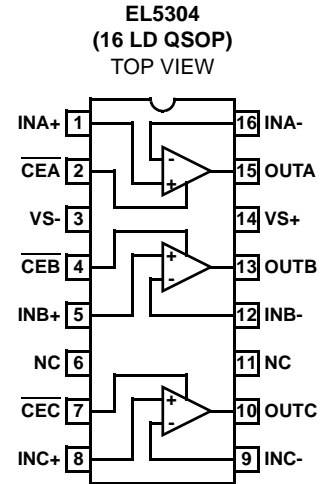 EL5304
(16 LD QSOP)
TOP VIEW
INA+ 1 16 INA-
CEA 2 - + 15 OUTA
VS- 3 14 VS+
CEB 4 + - 13 OUTB
INB+ 5 12 INB-
NC 6 11 NC
CEC 7 + - 10 OUTC
INC+ 8 9 INC-